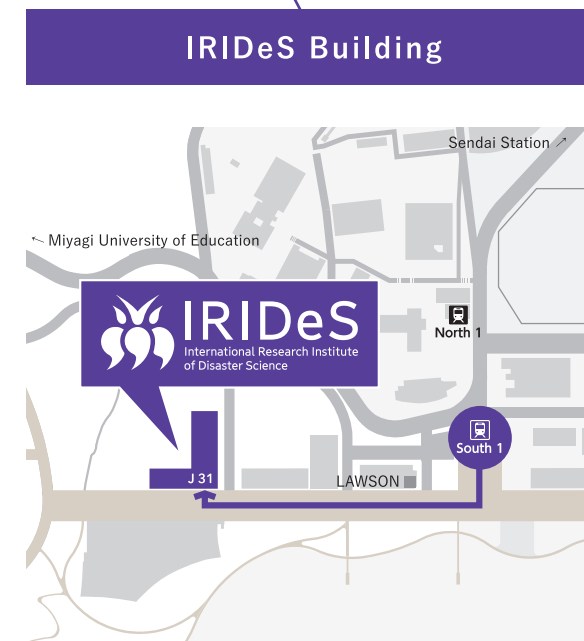 IRIDeS Building
Sendai Station ↗
← Miyagi University of Education
IRIDeS
International Research Institute
of Disaster Science
North 1
South 1
J 31
LAWSON